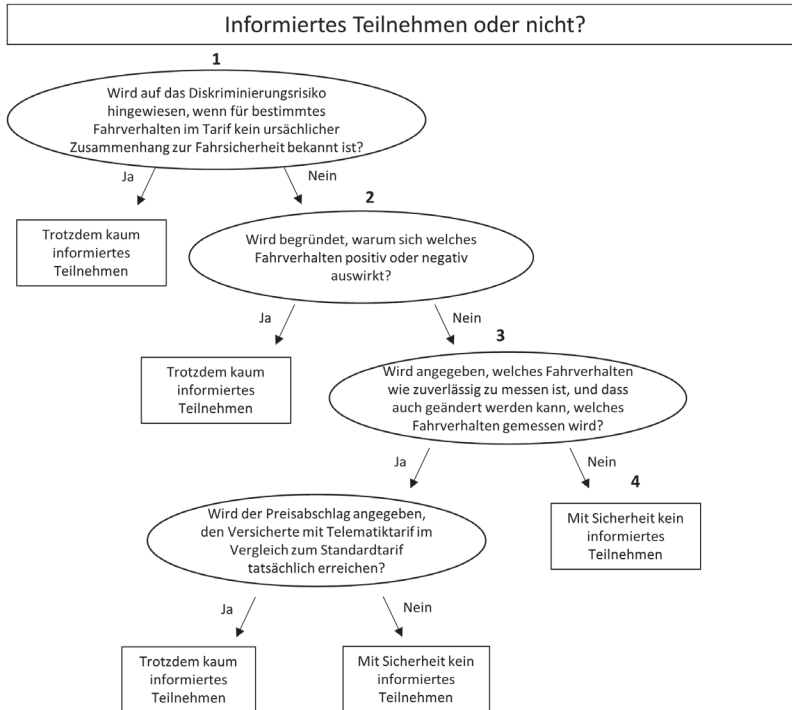 Informiertes Teilnehmen oder nicht?
1
Wird auf das Diskriminierungsrisiko
hingewiesen, wenn für bestimmtes
Fahrverhalten im Tarif kein ursächlicher
Zusammenhang zur Fahrsicherheit bekannt ist?
Ja
Nein
2
Trotzdem kaum
informiertes
Teilnehmen
Wird begründet, warum sich welches
Fahrverhalten positiv oder negativ
auswirkt?
Ja
Nein
3
Trotzdem kaum
informiertes
Teilnehmen
Wird angegeben, welches Fahrverhalten
wie zuverlässig zu messen ist, und dass
auch geändert werden kann, welches
Fahrverhalten gemessen wird?
Ja
Nein
4
Wird der Preisabschlag angegeben,
den Versicherte mit Telematiktarif im
Vergleich zum Standardtarif
tatsächlich erreichen?
Mit Sicherheit kein
informiertes
Teilnehmen
Ja
Nein
Trotzdem kaum
informiertes
Teilnehmen
Mit Sicherheit kein
informiertes
Teilnehmen